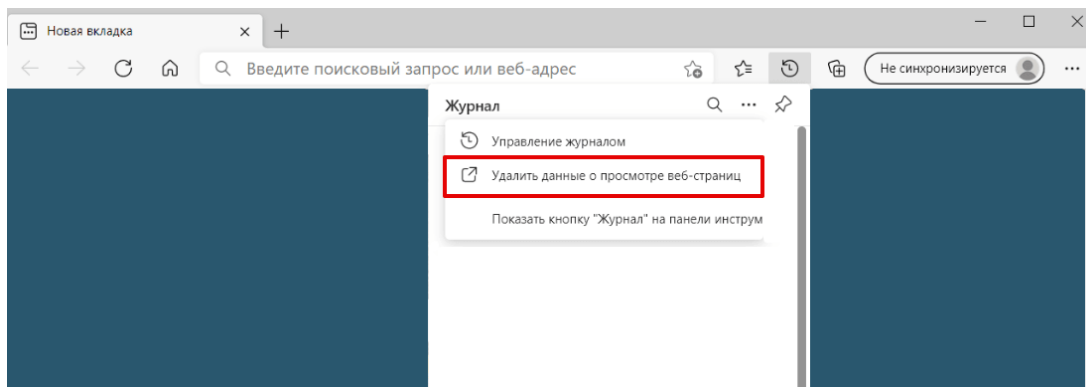 Новая вкладка
Введите поисковый запрос или веб-адрес
Не синхронизируется
Журнал
Управление журналом
Удалить данные о просмотре веб-страниц
Показать кнопку "Журнал" на панели инструм